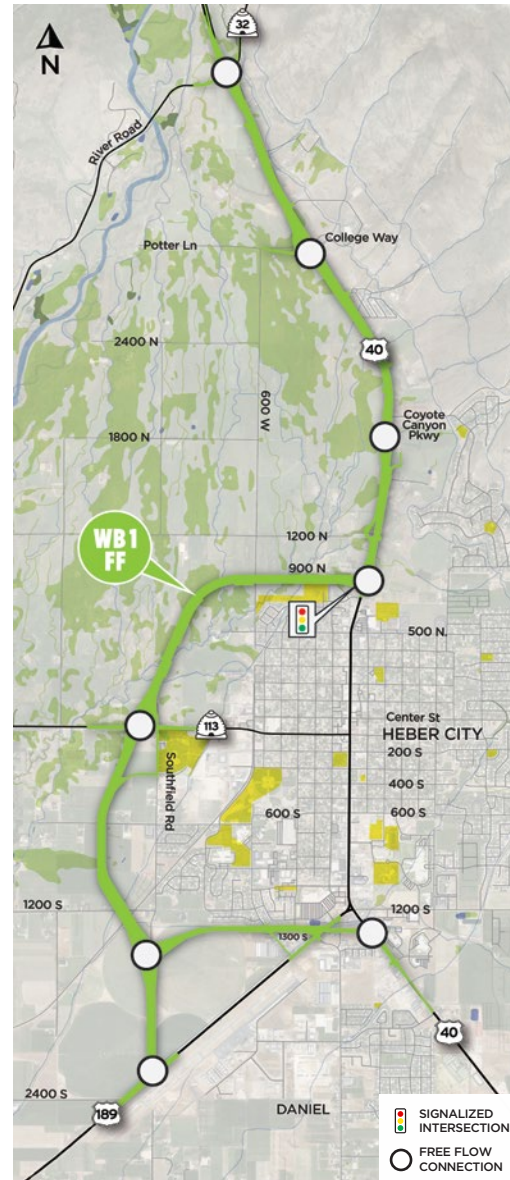 32
N
River Road
Potter Ln
College Way
2400 N
40
600 W
Coyote
Canyon
Pkwy
1800 N
WB1
FF
1200 N
900 N
500 N.
113
Center St
HEBER CITY
200 S
Southfield Rd
400 S
600 S
600 S
1200 S
1200 S
1300 S
40
2400 S
189
DANIEL
SIGNALIZED
INTERSECTION
FREE FLOW
CONNECTION